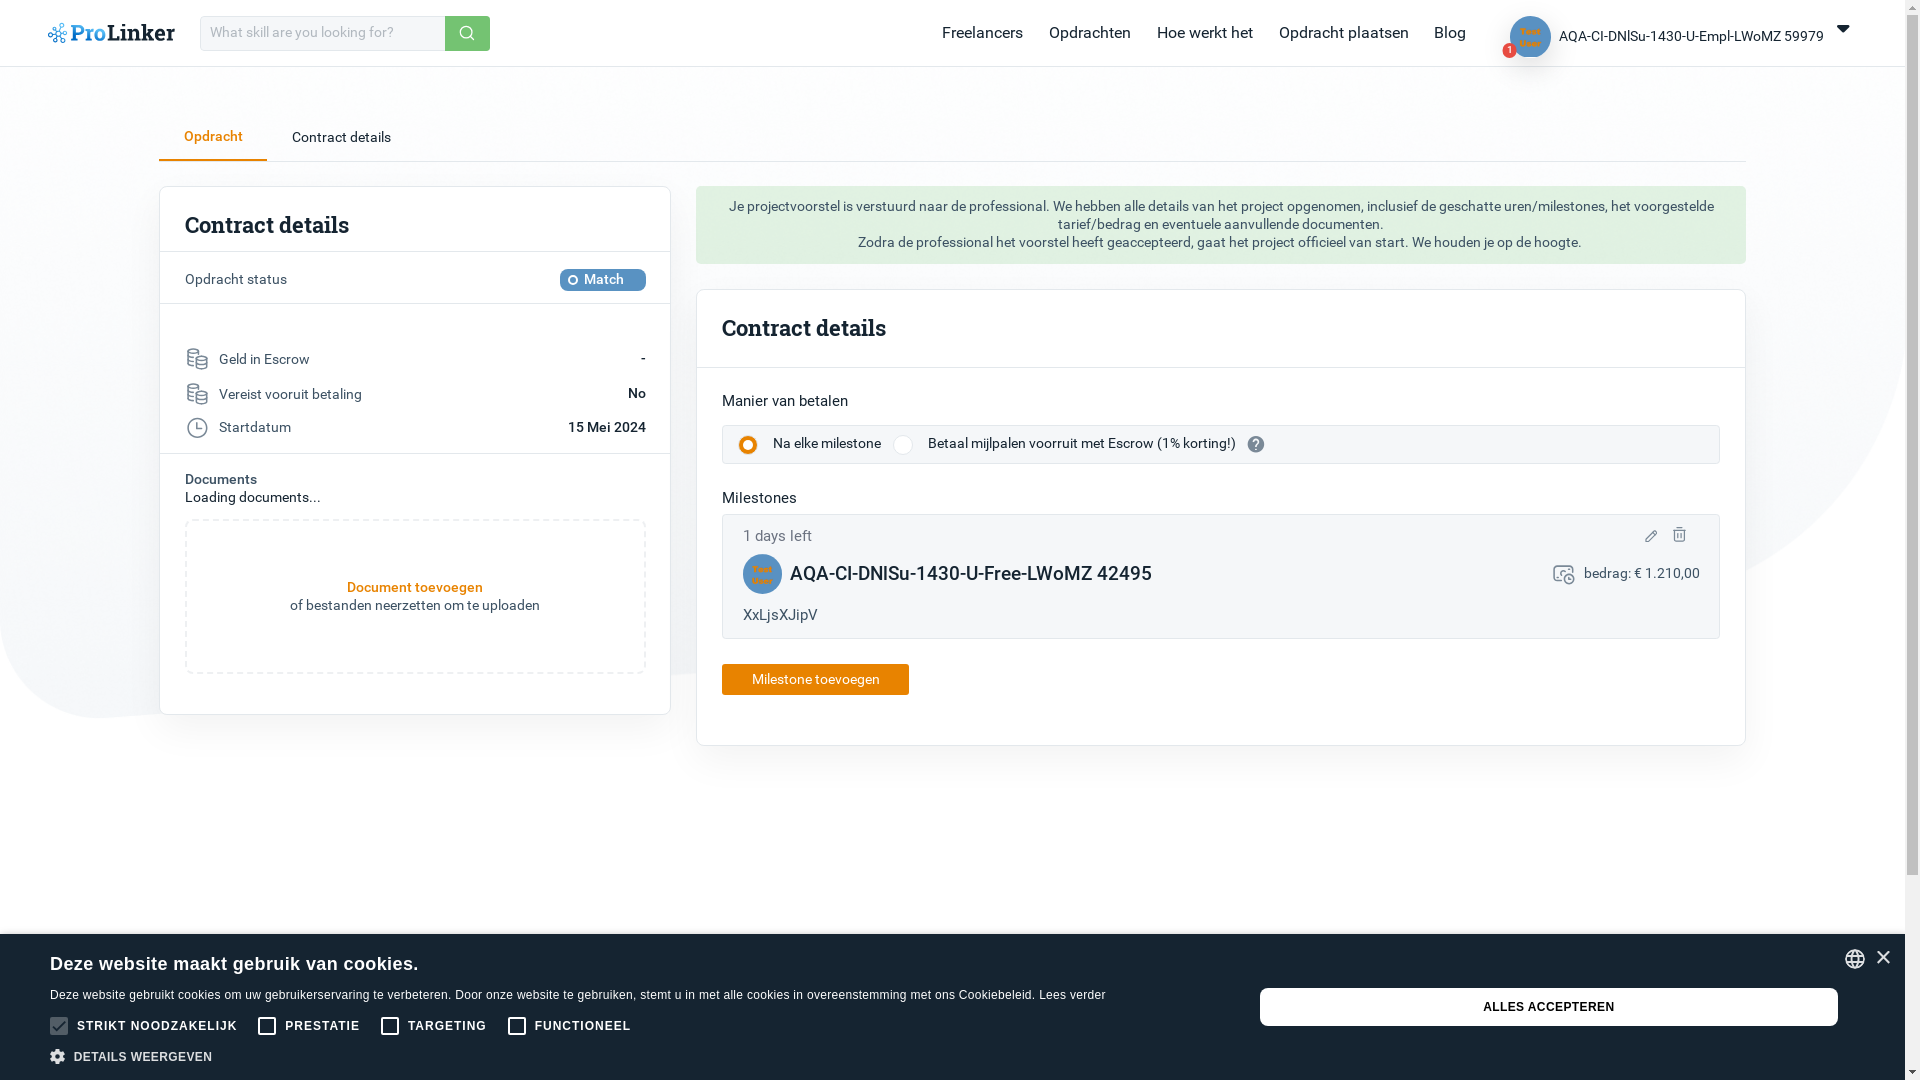 ProLinker
What skill are you looking for?
Freelancers
Opdrachten
Hoe werkt het
Opdracht plaatsen
Blog
1
Test
User
AQA-CI-DNlSu-1430-U-Empl-LWoMZ 59979
Opdracht
Contract details
Contract details
Opdracht status
Match
Geld in Escrow
-
Vereist vooruit betaling
No
Startdatum
15 Mei 2024
Documents
Loading documents...
Document toevoegen
of bestanden neerzetten om te uploaden
Je projectvoorstel is verstuurd naar de professional. We hebben alle details van het project opgenomen, inclusief de geschatte uren/milestones, het voorgestelde
tarief/bedrag en eventuele aanvullende documenten.
Zodra de professional het voorstel heeft geaccepteerd, gaat het project officieel van start. We houden je op de hoogte.
Contract details
Manier van betalen
Na elke milestone
Betaal mijlpalen voorruit met Escrow (1% korting!)
?
Milestones
1 days left
Test
User
AQA-CI-DNlSu-1430-U-Free-LWoMZ 42495
bedrag: € 1.210,00
XxLjsXJipV
Milestone toevoegen
Deze website maakt gebruik van cookies.
×
Deze website gebruikt cookies om uw gebruikerservaring te verbeteren. Door onze website te gebruiken, stemt u in met alle cookies in overeenstemming met ons Cookiebeleid. Lees verder
STRIKT NOODZAKELIJK
PRESTATIE
TARGETING
FUNCTIONEEL
ALLES ACCEPTEREN
DETAILS WEERGEVEN